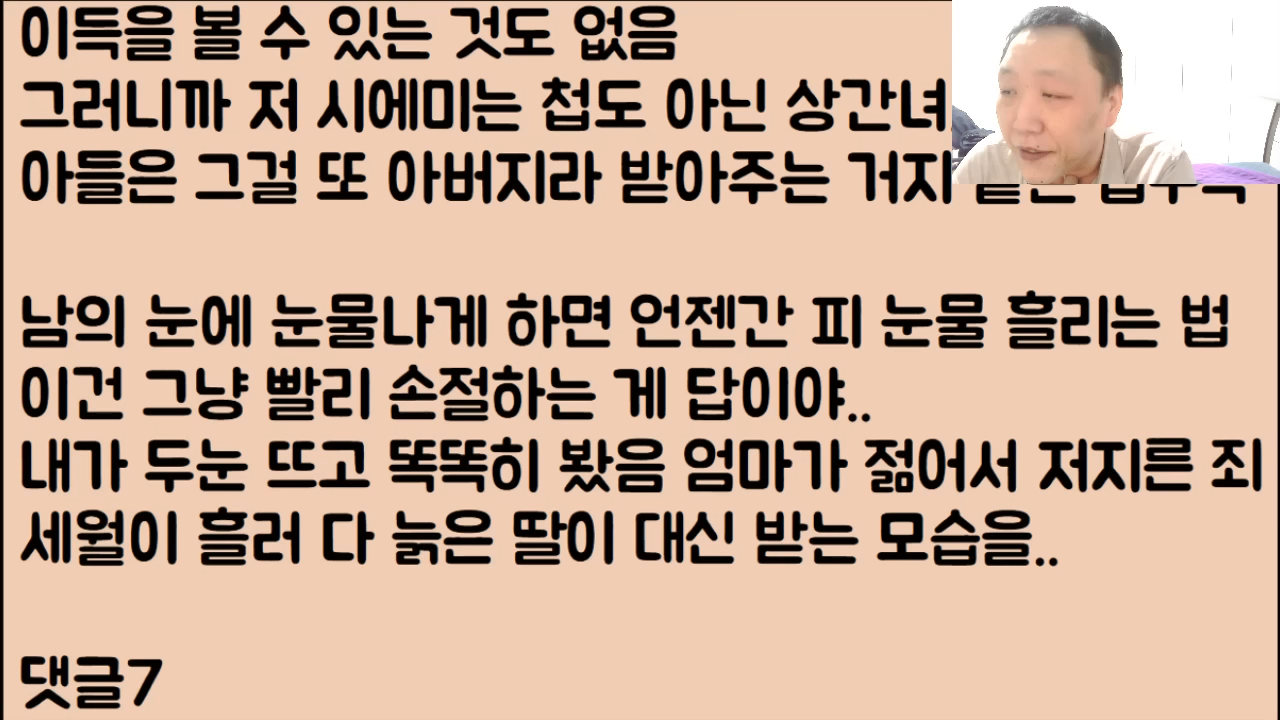 이득을 볼 수 있는 것도 없음
그러니까 저 시에미는 첩도 아닌 상간녀
아들은 그걸 또 아버지라 받아주는 거지
남의 눈에 눈물나게 하면 언젠간 피 눈물 흘리는 법
이건 그냥 빨리 손절하는 게 답이야..
내가 두눈 뜨고 똑똑히 봤음 엄마가 젊어서 저지른 죄
세월이 흘러 다 늙은 딸이 대신 받는 모습을..
댓글7